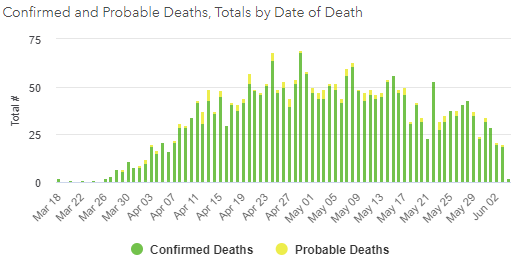 Confirmed and Probable Deaths, Totals by Date of Death
75
50
25
0
Total #
Mar 18
Mar 22
Mar 26
Mar 30
Apr 03
Apr 07
Apr 11
Apr 15
Apr 19
Apr 23
Apr 27
May 01
May 05
May 09
May 13
May 17
May 21
May 25
May 29
Jun 02
Confirmed Deaths Probable Deaths